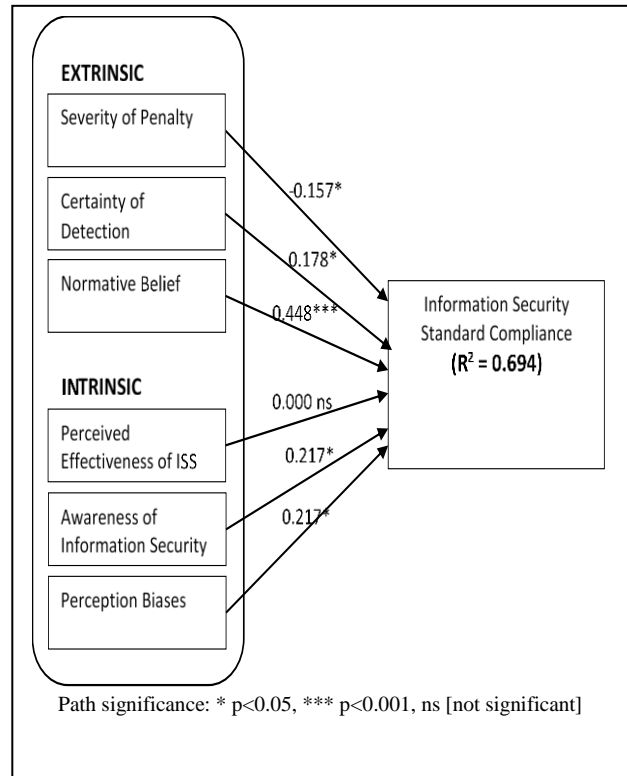 EXTRINSIC
Severity of Penalty
-0.157*
Certainty of
Detection
0.178*
Normative Belief
0.448***
Information Security
Standard Compliance
(R² = 0.694)
INTRINSIC
0.000 ns
Perceived
Effectiveness of ISS
0.217*
Awareness of
Information Security
0.217*
Perception Biases
Path significance: * p<0.05, *** p<0.001, ns [not significant]